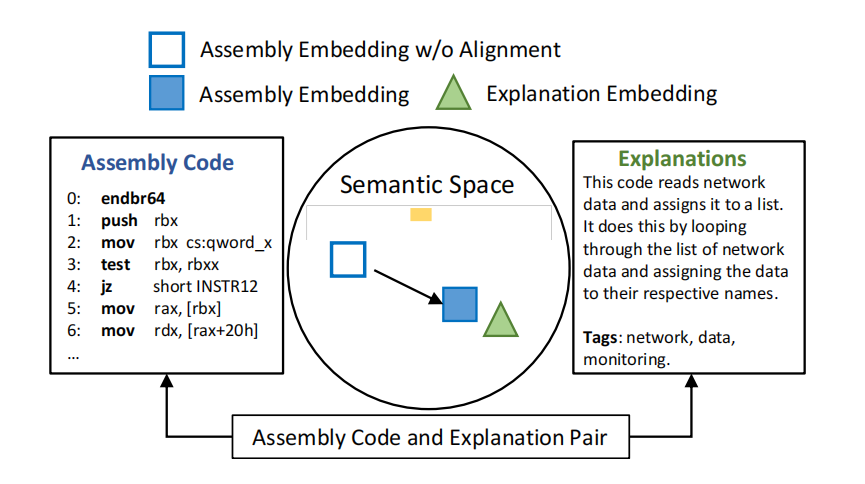 Assembly Embedding w/o Alignment
Assembly Embedding
Explanation Embedding
Assembly Code
0: endbr64
1: push rbx
2: mov rbx cs:qword_x
3: test rbx, rbxx
4: jz short INSTR12
5: mov rax, [rbx]
6: mov rdx, [rax+20h]
...
Semantic Space
Explanations
This code reads network
data and assigns it to a list.
It does this by looping
through the list of network
data and assigning the data
to their respective names.
Tags: network, data,
monitoring.
Assembly Code and Explanation Pair